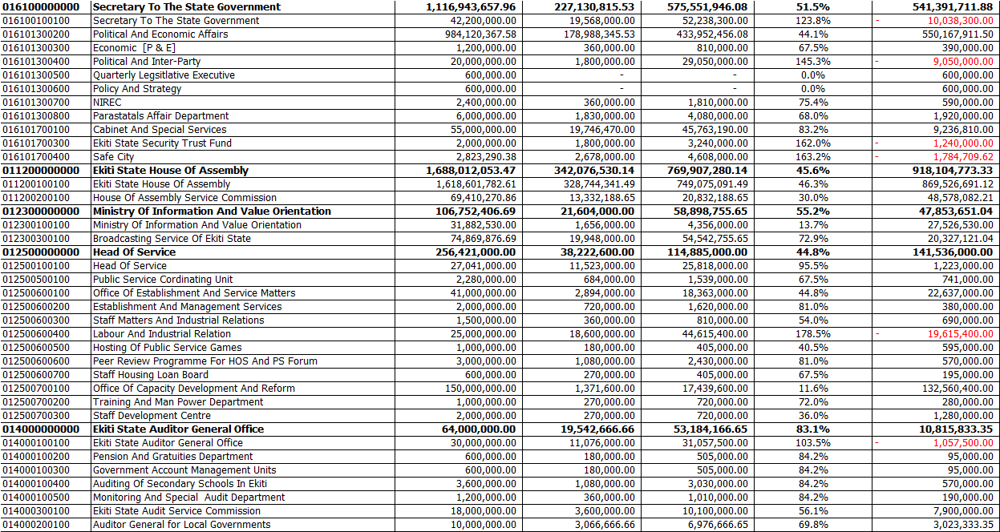 016100000000 Secretary To The State Government 1,116,943,657.96 227,130,815.53 575,551,946.08 51.5% 541,391,711.88
016100100100 Secretary To The State Government 42,200,000.00 19,568,000.00 52,238,300.00 123.8% - 10,038,300.00
016101300200 Political And Economic Affairs 984,120,367.58 178,988,345.53 433,952,456.08 44.1% 550,167,911.50
016101300300 Economic [P & E] 1,200,000.00 360,000.00 810,000.00 67.5% 390,000.00
016101300400 Political And Inter-Party 20,000,000.00 1,800,000.00 29,050,000.00 145.3% - 9,050,000.00
016101300500 Quarterly Legsitlative Executive 600,000.00 - - 0.0% 600,000.00
016101300600 Policy And Strategy 600,000.00 - - 0.0% 600,000.00
016101300700 NIREC 2,400,000.00 360,000.00 1,810,000.00 75.4% 590,000.00
016101300800 Parastatals Affair Department 6,000,000.00 1,830,000.00 4,080,000.00 68.0% 1,920,000.00
016101700100 Cabinet And Special Services 55,000,000.00 19,746,470.00 45,763,190.00 83.2% 9,236,810.00
016101700300 Ekiti State Security Trust Fund 2,000,000.00 1,800,000.00 3,240,000.00 162.0% - 1,240,000.00
016101700400 Safe City 2,823,290.38 2,678,000.00 4,608,000.00 163.2% - 1,784,709.62
011200000000 Ekiti State House Of Assembly 1,688,012,053.47 342,076,530.14 769,907,280.14 45.6% 918,104,773.33
011200100100 Ekiti State House Of Assembly 1,618,601,782.61 328,744,341.49 749,075,091.49 46.3% 869,526,691.12
011200200100 House Of Assembly Service Commission 69,410,270.86 13,332,188.65 20,832,188.65 30.0% 48,578,082.21
012300000000 Ministry Of Information And Value Orientation 106,752,406.69 21,604,000.00 58,898,755.65 55.2% 47,853,651.04
012300100100 Ministry Of Information And Value Orientation 31,882,530.00 1,656,000.00 4,356,000.00 13.7% 27,526,530.00
012300300100 Broadcasting Service Of Ekiti State 74,869,876.69 19,948,000.00 54,542,755.65 72.9% 20,327,121.04
012500000000 Head Of Service 256,421,000.00 38,222,600.00 114,885,000.00 44.8% 141,536,000.00
012500100100 Head Of Service 27,041,000.00 11,523,000.00 25,818,000.00 95.5% 1,223,000.00
012500500100 Public Service Cordinating Unit 2,280,000.00 684,000.00 1,539,000.00 67.5% 741,000.00
012500600100 Office Of Establishment And Service Matters 41,000,000.00 2,894,000.00 18,363,000.00 44.8% 22,637,000.00
012500600200 Establishment And Management Services 2,000,000.00 720,000.00 1,620,000.00 81.0% 380,000.00
012500600300 Staff Matters And Industrial Relations 1,500,000.00 360,000.00 810,000.00 54.0% 690,000.00
012500600400 Labour And Industrial Relation 25,000,000.00 18,600,000.00 44,615,400.00 178.5% - 19,615,400.00
012500600500 Hosting Of Public Service Games 1,000,000.00 180,000.00 405,000.00 40.5% 595,000.00
012500600600 Peer Review Programme For HOS And PS Forum 3,000,000.00 1,080,000.00 2,430,000.00 81.0% 570,000.00
012500600700 Staff Housing Loan Board 600,000.00 270,000.00 405,000.00 67.5% 195,000.00
012500700100 Office Of Capacity Development And Reform 150,000,000.00 1,371,600.00 17,439,600.00 11.6% 132,560,400.00
012500700200 Training And Man Power Department 1,000,000.00 270,000.00 720,000.00 72.0% 280,000.00
012500700300 Staff Development Centre 2,000,000.00 270,000.00 720,000.00 36.0% 1,280,000.00
014000000000 Ekiti State Auditor General Office 64,000,000.00 19,542,666.66 53,184,166.65 83.1% 10,815,833.35
014000100100 Ekiti State Auditor General Office 30,000,000.00 11,076,000.00 31,057,500.00 103.5% - 1,057,500.00
014000100200 Pension And Gratuities Department 600,000.00 180,000.00 505,000.00 84.2% 95,000.00
014000100300 Government Account Management Units 600,000.00 180,000.00 505,000.00 84.2% 95,000.00
014000100400 Auditing Of Secondary Schools In Ekiti 3,600,000.00 1,080,000.00 3,030,000.00 84.2% 570,000.00
014000100500 Monitoring And Special Audit Department 1,200,000.00 360,000.00 1,010,000.00 84.2% 190,000.00
014000300100 Ekiti State Audit Service Commission 18,000,000.00 3,600,000.00 10,100,000.00 56.1% 7,900,000.00
014000200100 Auditor General for Local Governments 10,000,000.00 3,066,666.66 6,976,666.65 69.8% 3,023,333.35